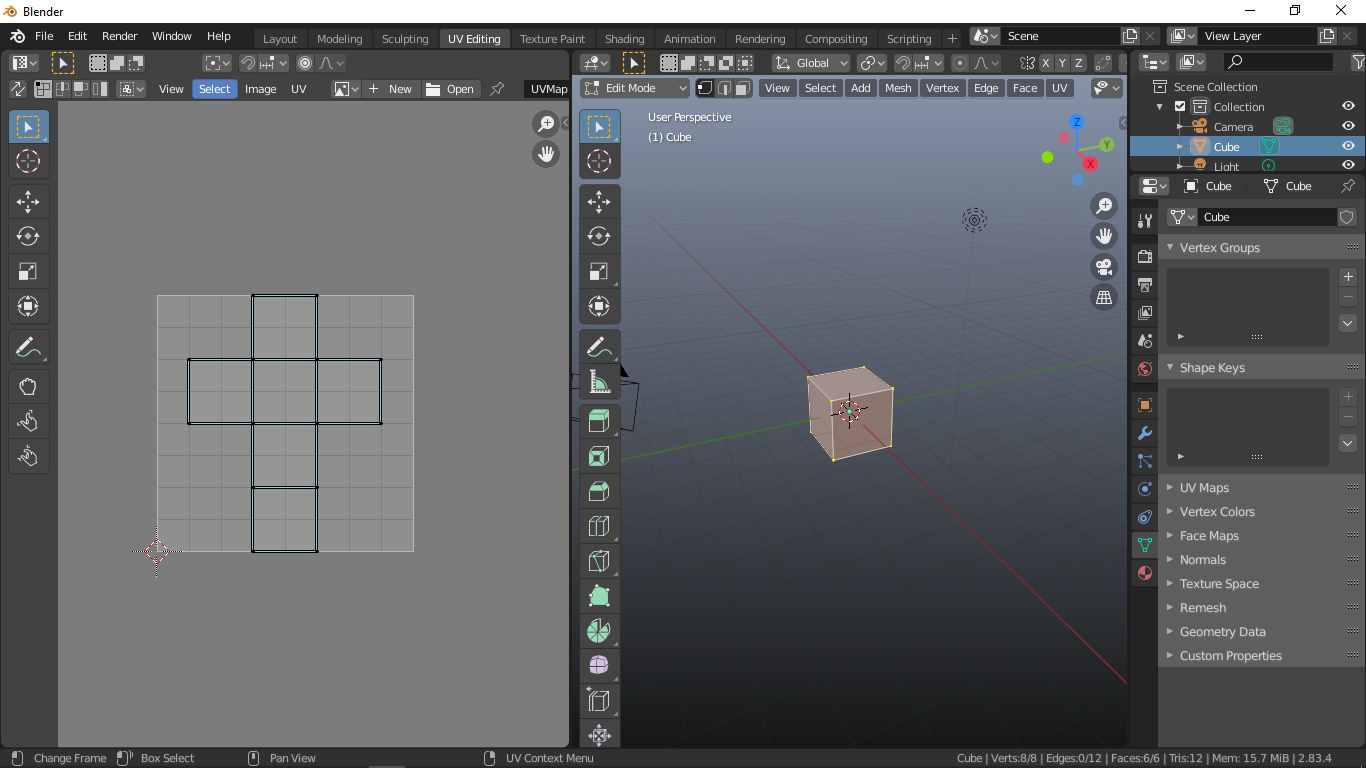 Blender
File Edit Render Window Help Layout Modeling Sculpting UV Editing Texture Paint Shading Animation Rendering Compositing Scripting + Scene View Layer
Global X Y Z
View Select Image UV + New Open UVMap Edit Mode View Select Add Mesh Vertex Edge Face UV
Scene Collection
Collection
Camera
Cube
Light
User Perspective
(1) Cube
Z
Y
X
Cube Cube
Cube
Vertex Groups
Shape Keys
UV Maps
Vertex Colors
Face Maps
Normals
Texture Space
Remesh
Geometry Data
Custom Properties
Change Frame Box Select Pan View UV Context Menu Cube | Verts:8/8 | Edges:0/12 | Faces:6/6 | Tris:12 | Mem: 15.7 MiB | 2.83.4